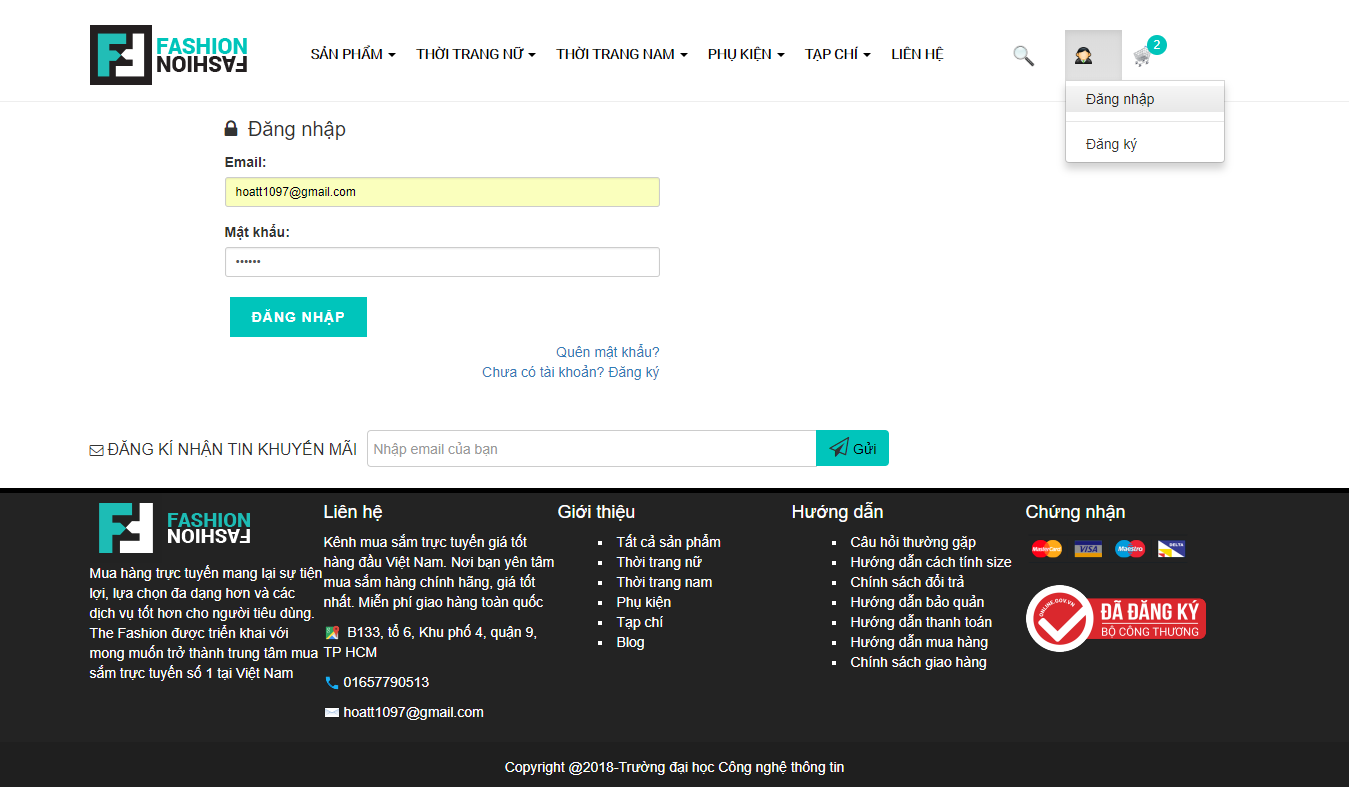 FASHION
FASHION
SẢN PHẨM
THỜI TRANG NỮ
THỜI TRANG NAM
PHỤ KIỆN
TẠP CHÍ
LIÊN HỆ
2
Đăng nhập
Đăng ký
Đăng nhập
Email:
hoatt1097@gmail.com
Mật khẩu:
••••••
ĐĂNG NHẬP
Quên mật khẩu?
Chưa có tài khoản? Đăng ký
ĐĂNG KÍ NHẬN TIN KHUYẾN MÃI
Nhập email của bạn
Gửi
FASHION
FASHION
Mua hàng trực tuyến mang lại sự tiện
lợi, lựa chọn đa dạng hơn và các
dịch vụ tốt hơn cho người tiêu dùng.
The Fashion được triển khai với
mong muốn trở thành trung tâm mua
sắm trực tuyến số 1 tại Việt Nam
Liên hệ
Kênh mua sắm trực tuyến giá tốt
hàng đầu Việt Nam. Nơi bạn yên tâm
mua sắm hàng chính hãng, giá tốt
nhất. Miễn phí giao hàng toàn quốc
B133, tổ 6, Khu phố 4, quận 9,
TP HCM
01657790513
hoatt1097@gmail.com
Giới thiệu
Tất cả sản phẩm
Thời trang nữ
Thời trang nam
Phụ kiện
Tạp chí
Blog
Hướng dẫn
Câu hỏi thường gặp
Hướng dẫn cách tính size
Chính sách đổi trả
Hướng dẫn bảo quản
Hướng dẫn thanh toán
Hướng dẫn mua hàng
Chính sách giao hàng
Chứng nhận
MasterCard
VISA
Maestro
DELTA
ONLINE.GOV.VN
ĐÃ ĐĂNG KÝ
BỘ CÔNG THƯƠNG
Copyright @2018-Trường đại học Công nghệ thông tin